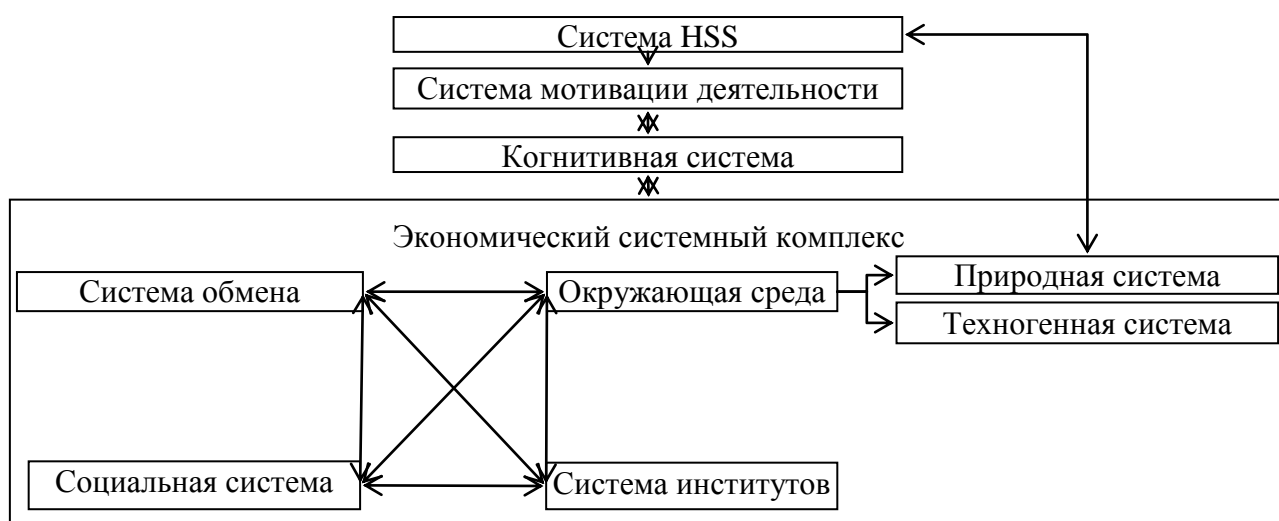 Система HSS
Система мотивации деятельности
Когнитивная система
Экономический системный комплекс
Система обмена
Окружающая среда
Природная система
Техногенная система
Социальная система
Система институтов